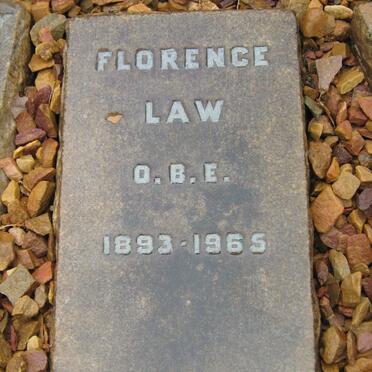 FLORENCE
LAW
O.B.E.
1893-1965